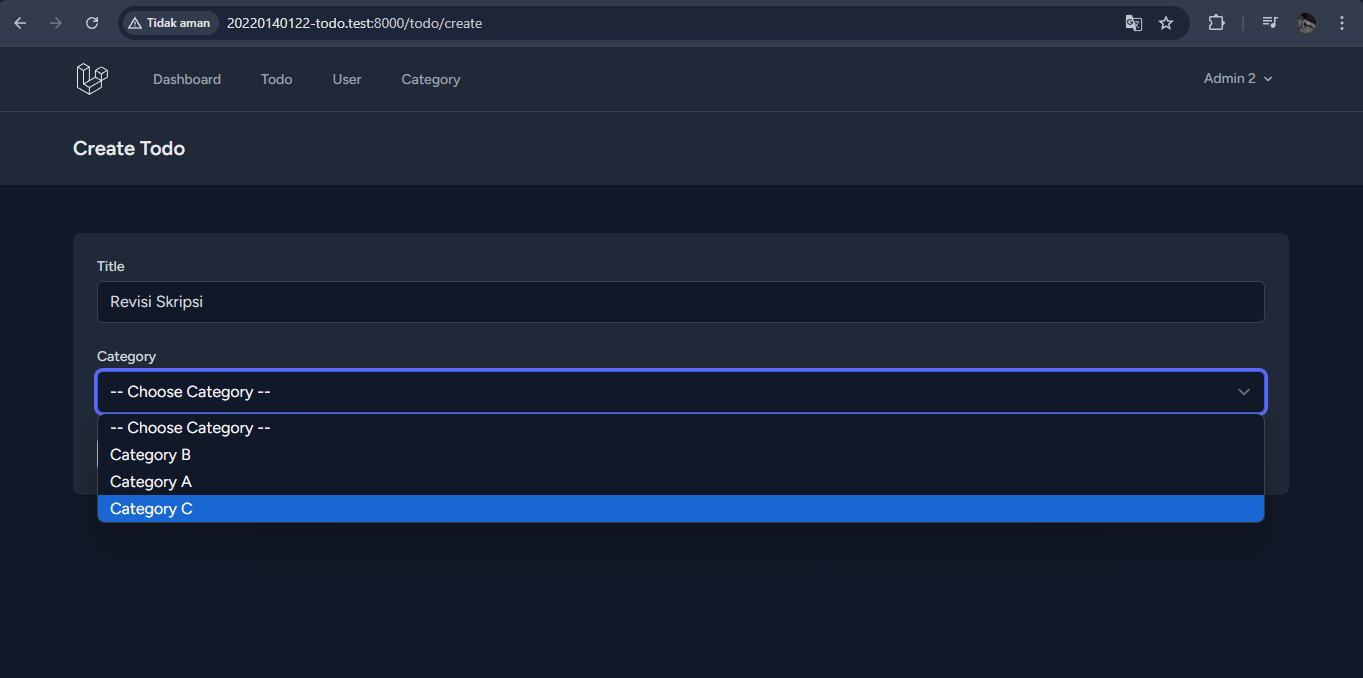 Tidak aman 20220140122-todo.test:8000/todo/create
Dashboard Todo User Category Admin 2
Create Todo
Title
Revisi Skripsi
Category
-- Choose Category --
-- Choose Category --
Category B
Category A
Category C